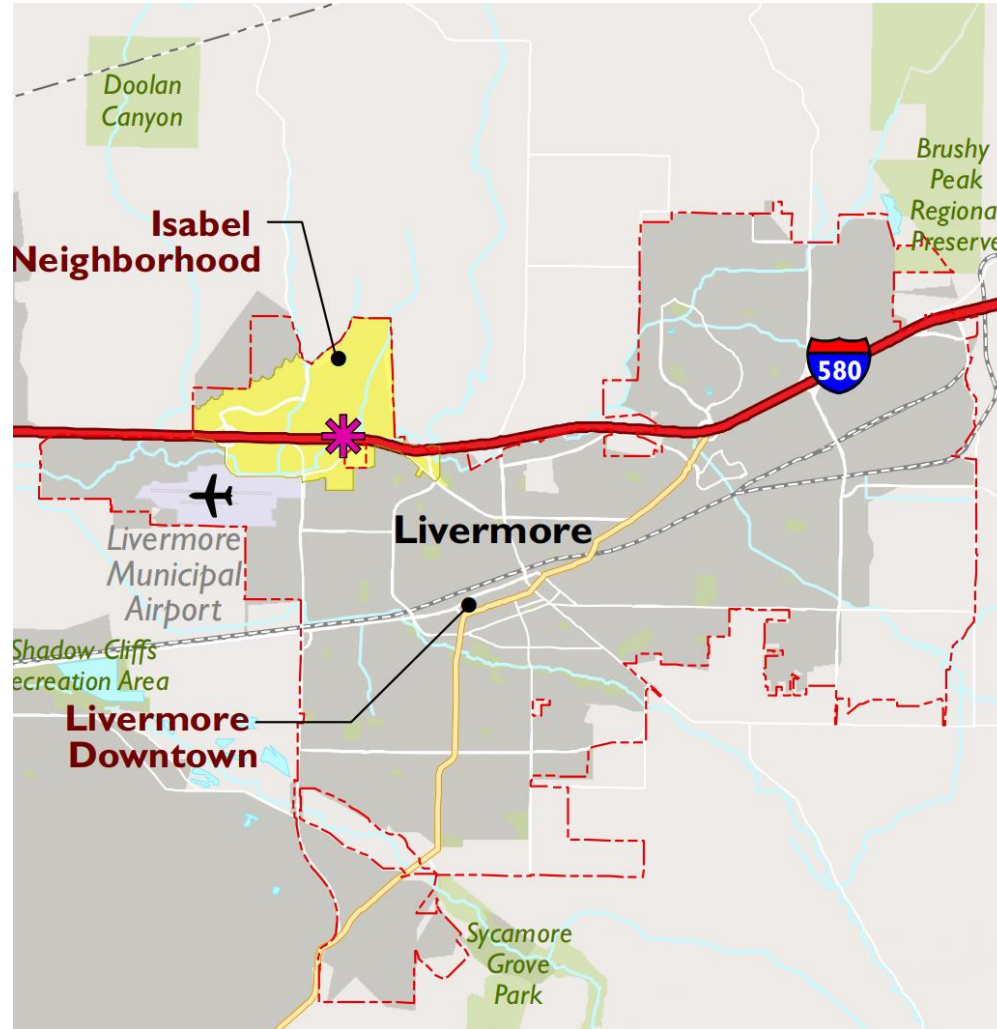 Doolan
Canyon
Brushy
Peak
Regiona
Preserve
Isabel
Neighborhood
580
Livermore
Livermore
Municipal
Airport
Shadow Cliffs
ecreation Area
Livermore
Downtown
Sycamore
Grove
Park